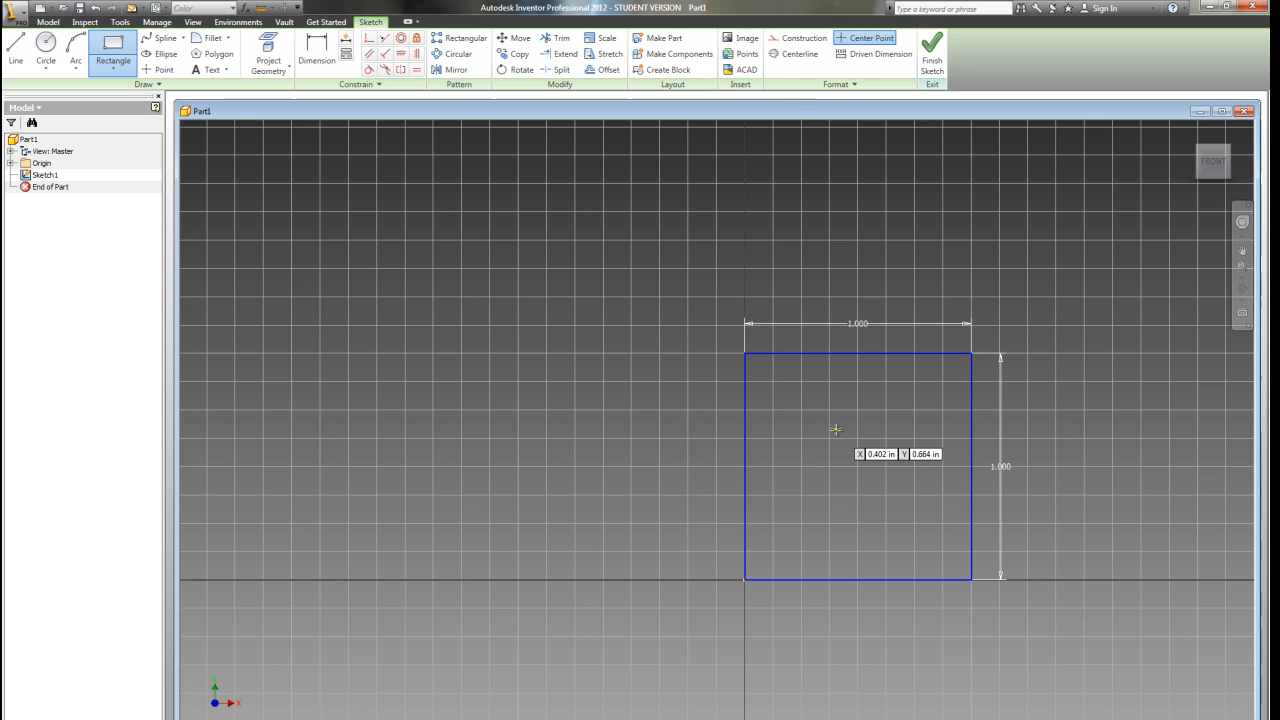 Color
Autodesk Inventor Professional 2012 - STUDENT VERSION Part1
Type a keyword or phrase
Sign In
PRO
Model Inspect Tools Manage View Environments Vault Get Started Sketch
Line Circle Arc Rectangle
Spline Fillet
Ellipse Polygon
Point Text
Project Geometry
Dimension
Rectangular
Circular
Mirror
Move Trim Scale
Copy Extend Stretch
Rotate Split Offset
Make Part
Make Components
Create Block
Image
Points
ACAD
Construction Center Point
Centerline Driven Dimension
Finish Sketch
Draw Constrain Pattern Modify Layout Insert Format Exit
Model
Part1
View: Master
Origin
Sketch1
End of Part
Part1
FRONT
1.000
X 0.402 in Y 0.664 in
1.000
Y
X